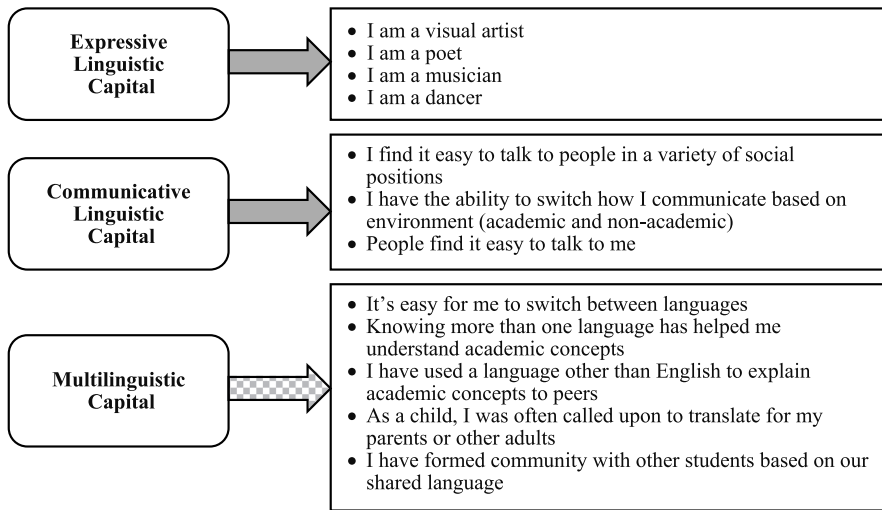 Expressive
Linguistic
Capital
• I am a visual artist
• I am a poet
• I am a musician
• I am a dancer
Communicative
Linguistic
Capital
• I find it easy to talk to people in a variety of social
positions
• I have the ability to switch how I communicate based on
environment (academic and non-academic)
• People find it easy to talk to me
Multilinguistic
Capital
• It’s easy for me to switch between languages
• Knowing more than one language has helped me
understand academic concepts
• I have used a language other than English to explain
academic concepts to peers
• As a child, I was often called upon to translate for my
parents or other adults
• I have formed community with other students based on our
shared language